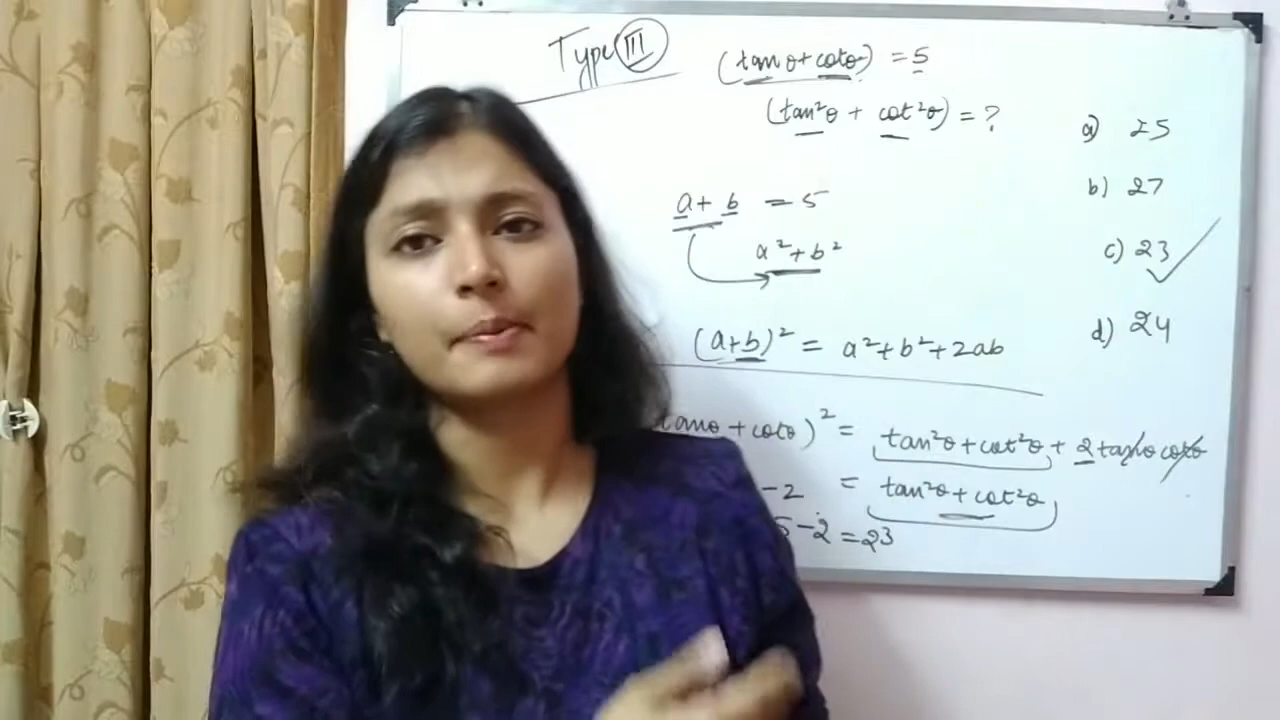 Type III
(tanθ + cotθ) = 5
(tan²θ + cot²θ) = ?
a) 25
b) 27
c) 23 ✓
d) 24
a + b = 5
a² + b²
(a+b)² = a² + b² + 2ab
tanθ + cotθ)² = tan²θ + cot²θ + 2 tanθ cotθ
-2 = tan²θ + cot²θ
5 - 2 = 23